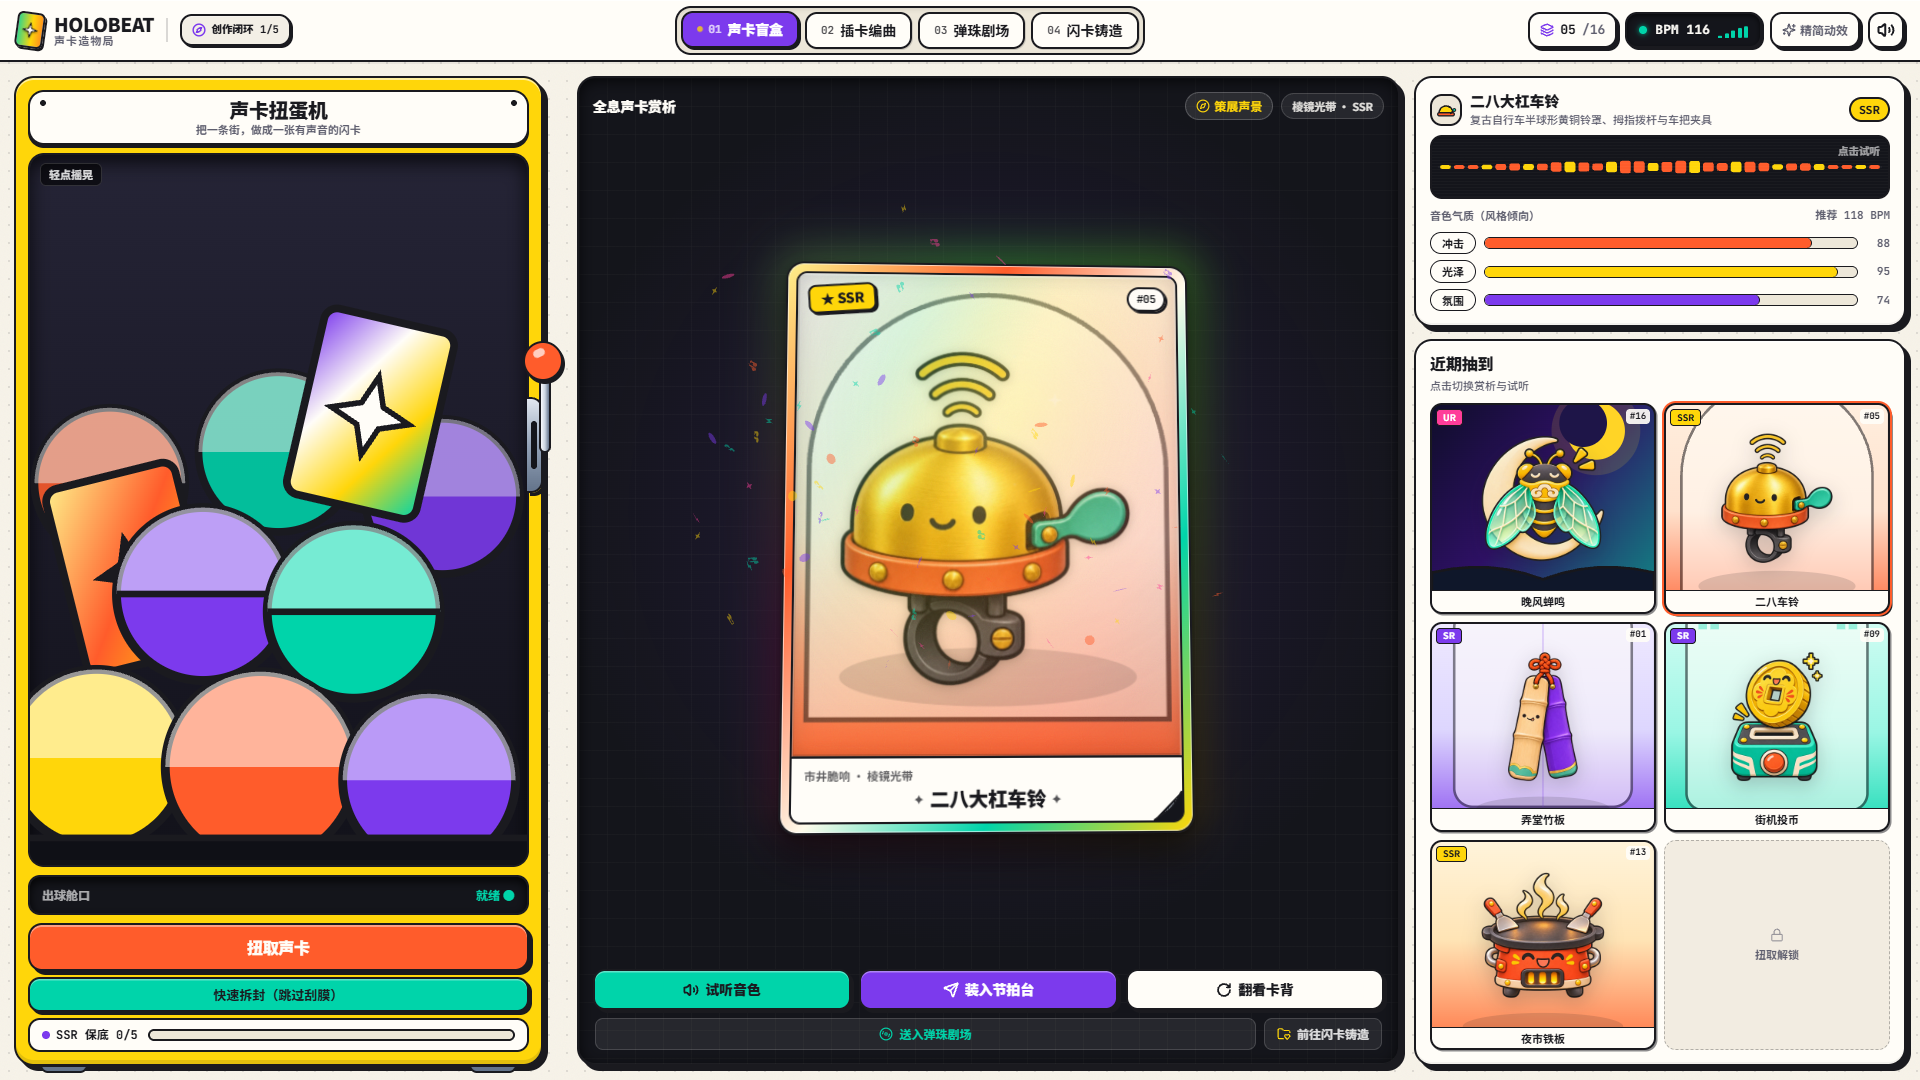 HOLOBEAT
声卡造物局
创作闭环 1/5
01 声卡盲盒
02 插卡编曲
03 弹珠剧场
04 闪卡铸造
05 /16
BPM 116
精简动效
声卡扭蛋机
把一条街，做成一张有声音的闪卡
轻点摇晃
出球舱口
就绪
扭取声卡
快速拆封（跳过刮膜）
SSR 保底 0/5
全息声卡赏析
策展声景
棱镜光带 • SSR
★ SSR
#05
市井脆响 • 棱镜光带
✦ 二八大杠车铃 ✦
试听音色
装入节拍台
翻看卡背
送入弹珠剧场
前往闪卡铸造
二八大杠车铃
复古自行车半球形黄铜铃罩、拇指拨杆与车把夹具
SSR
点击试听
音色气质（风格倾向）
推荐 118 BPM
冲击 88
光泽 95
氛围 74
近期抽到
点击切换赏析与试听
UR #16
晚风蝉鸣
SSR #05
二八车铃
SR #01
弄堂竹板
SR #09
街机投币
SSR #13
夜市铁板
扭取解锁